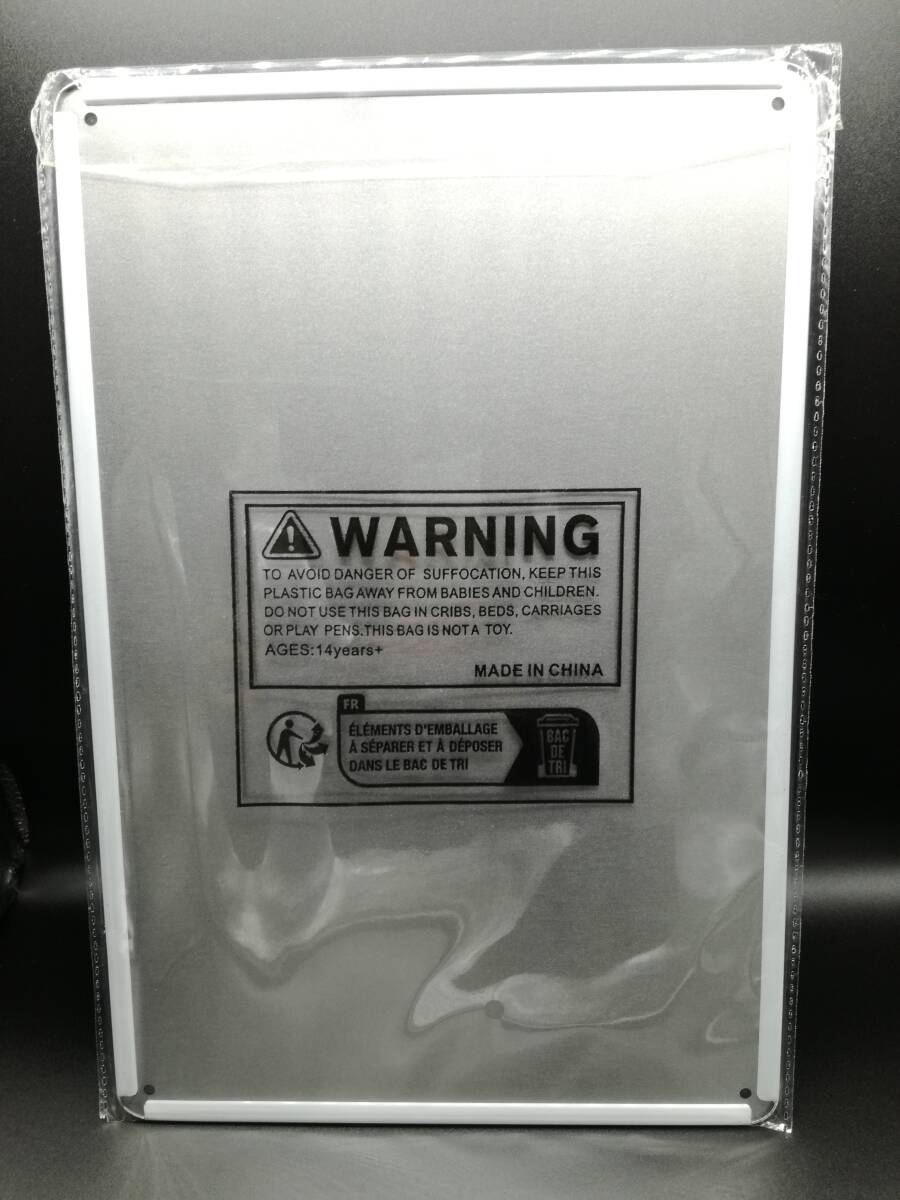 WARNING
TO AVOID DANGER OF SUFFOCATION, KEEP THIS
PLASTIC BAG AWAY FROM BABIES AND CHILDREN.
DO NOT USE THIS BAG IN CRIBS, BEDS, CARRIAGES
OR PLAY PENS.THIS BAG IS NOT A TOY.
AGES:14years+
MADE IN CHINA
FR
ÉLÉMENTS D'EMBALLAGE
À SÉPARER ET À DÉPOSER
DANS LE BAC DE TRI
BAC
DE
TRI